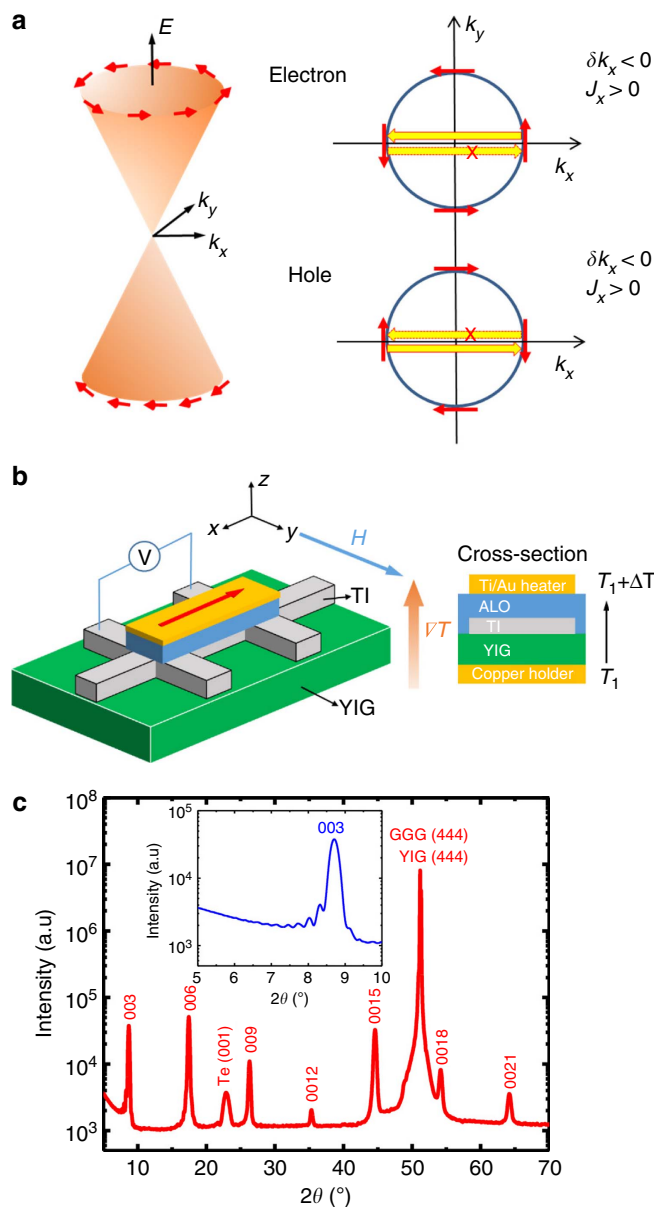 a
E
k_y
k_x
Electron
k_y
δk_x < 0
J_x > 0
X
k_x
Hole
δk_x < 0
J_x > 0
X
k_x
b
z
x
y
H
V
TI
∇T
YIG
Cross-section
Ti/Au heater
ALO
TI
YIG
Copper holder
T_1+ΔT
T_1
c
Intensity (a.u)
10^8
10^7
10^6
10^5
10^4
10^3
10
20
30
40
50
60
70
2θ (°)
003
006
Te (001)
009
0012
0015
GGG (444)
YIG (444)
0018
0021
Intensity (a.u)
10^5
10^4
10^3
003
5
6
7
8
9
10
2θ (°)